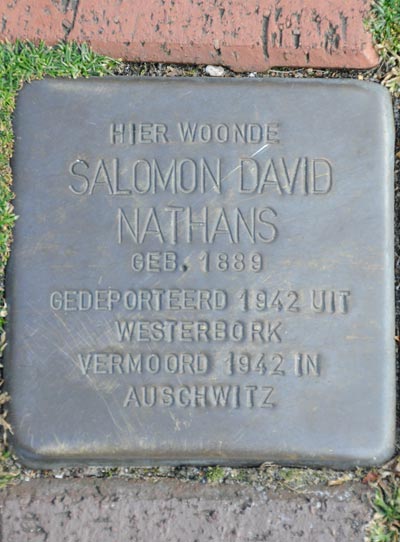 HIER WOONDE
SALOMON DAVID
NATHANS
GEB. 1889
GEDEPORTEERD 1942 UIT
WESTERBORK
VERMOORD 1942 IN
AUSCHWITZ